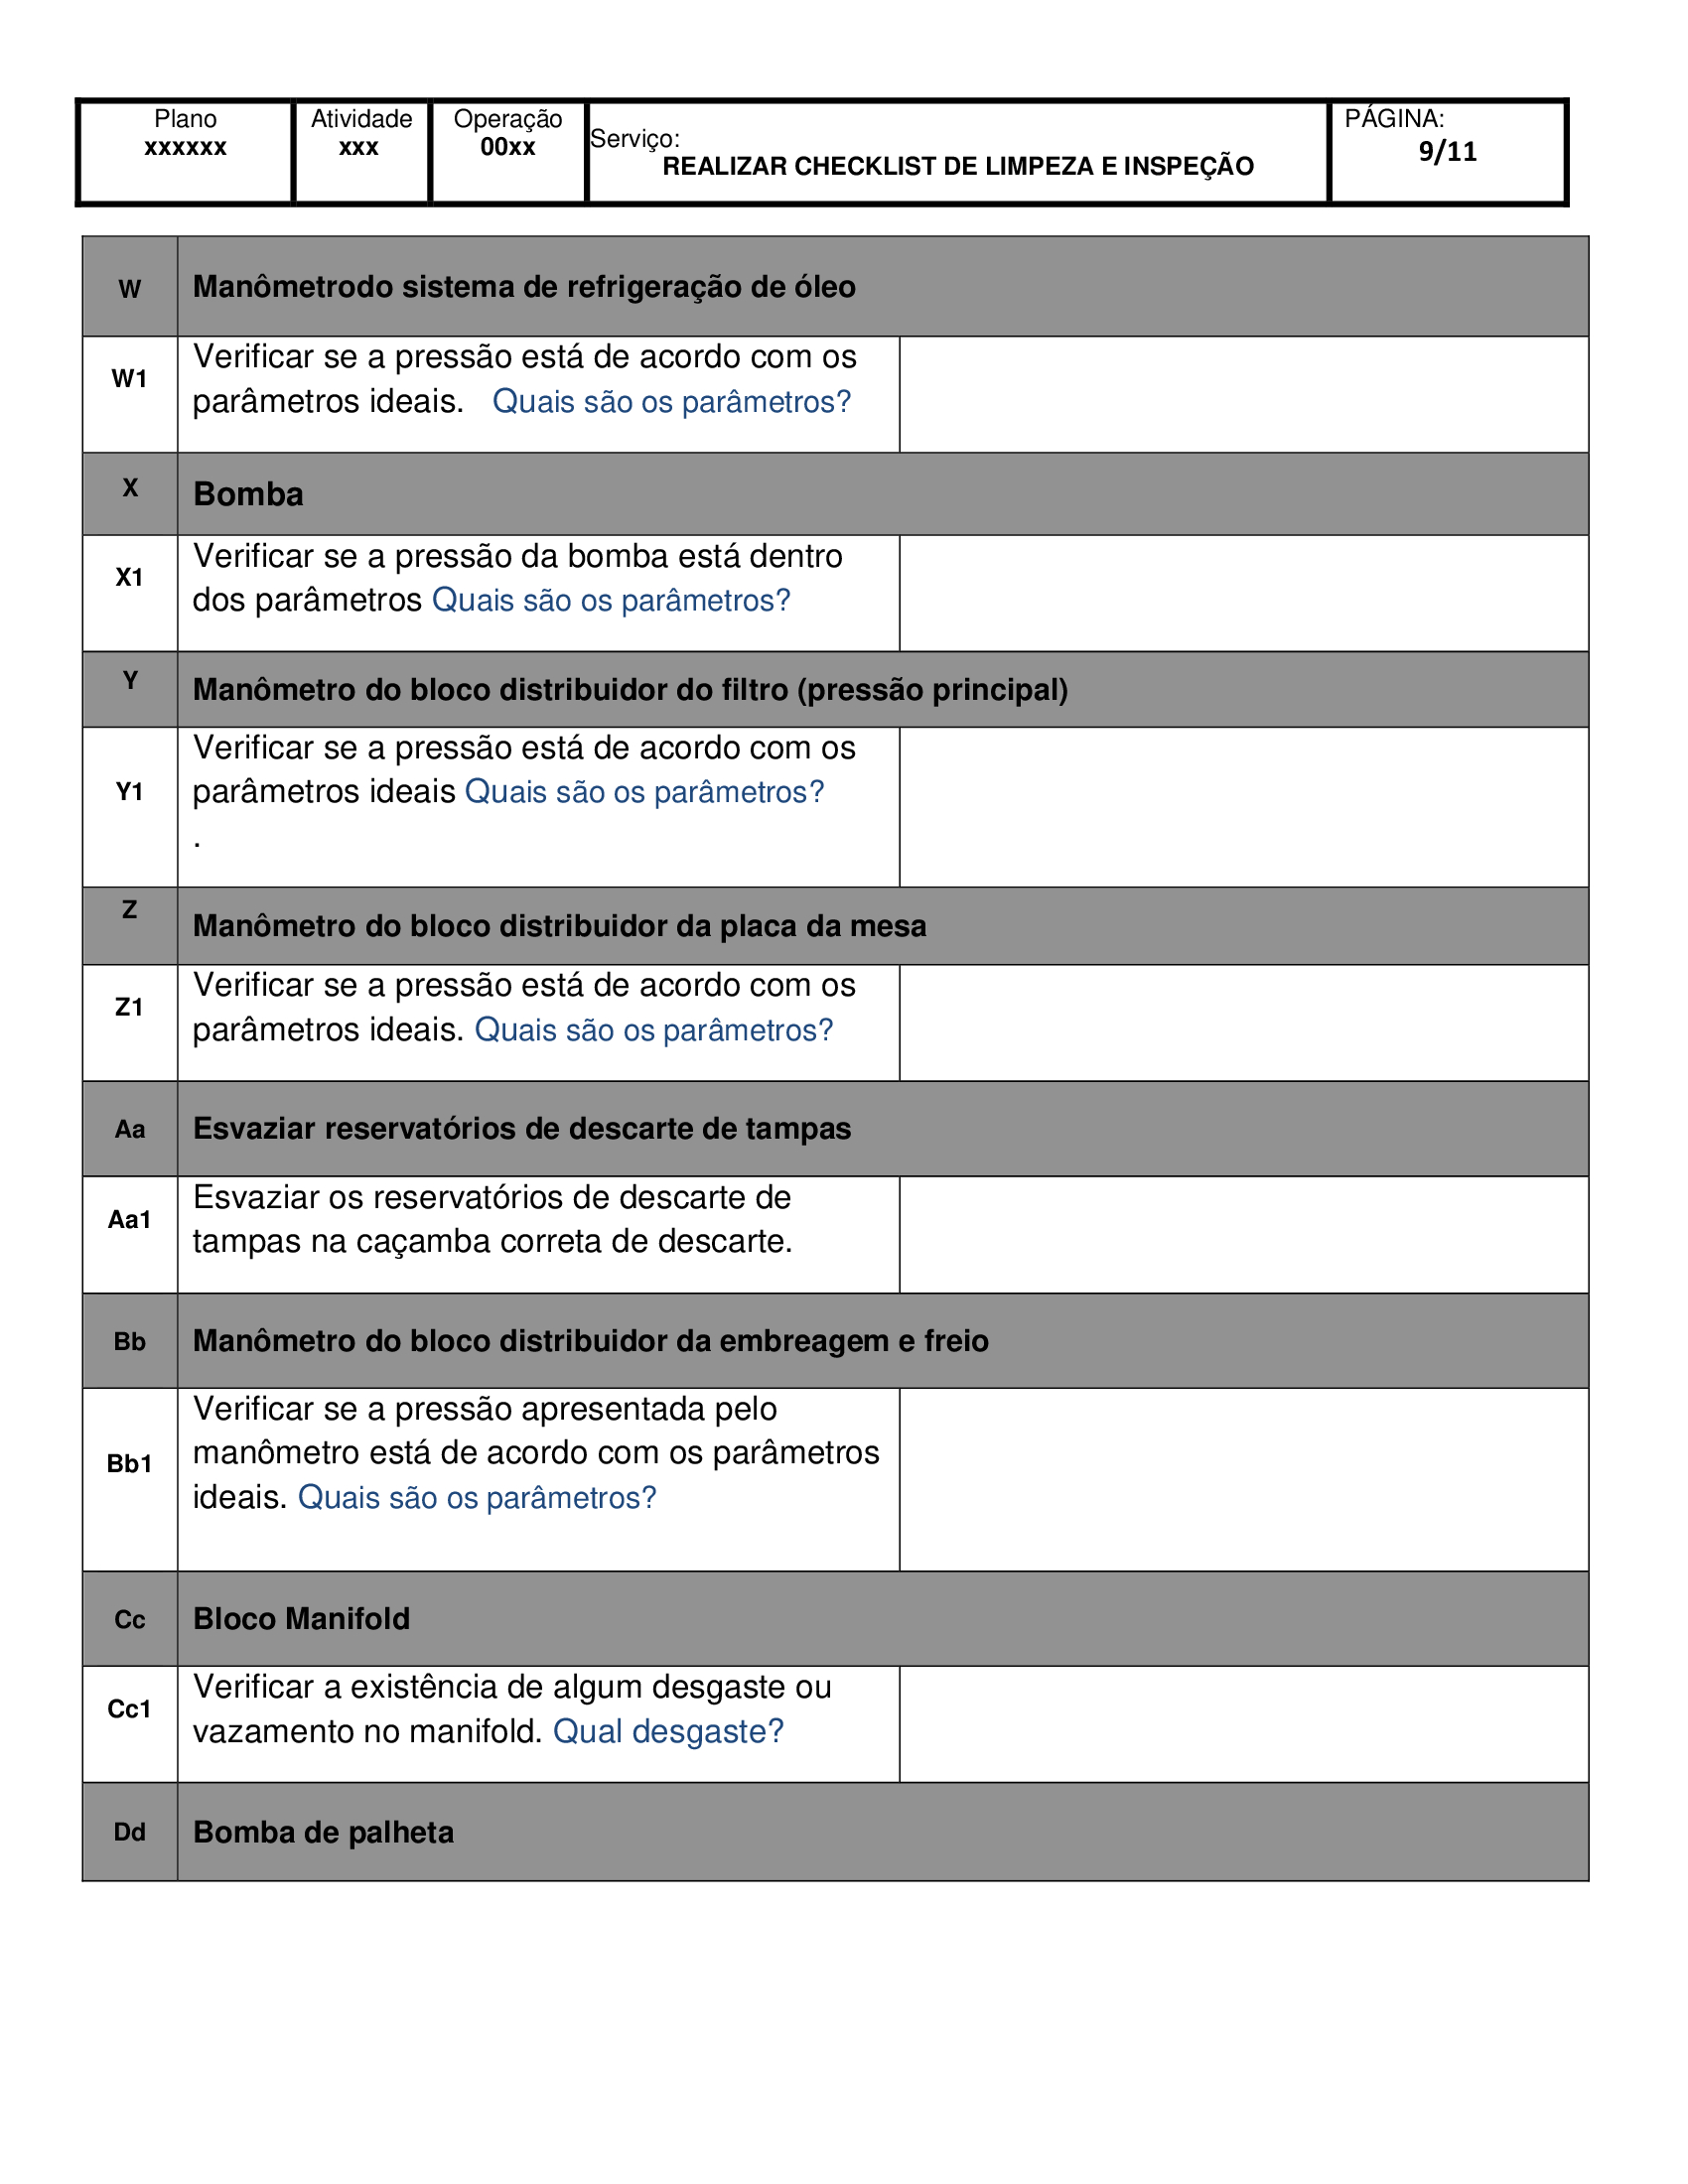 Plano
xxxxxx
Atividade
xxx
Operação
00xx
Serviço:
REALIZAR CHECKLIST DE LIMPEZA E INSPEÇÃO
PÁGINA:
9/11
W
Manômetrodo sistema de refrigeração de óleo
W1
Verificar se a pressão está de acordo com os
parâmetros ideais. Quais são os parâmetros?
X
Bomba
X1
Verificar se a pressão da bomba está dentro
dos parâmetros Quais são os parâmetros?
Y
Manômetro do bloco distribuidor do filtro (pressão principal)
Y1
Verificar se a pressão está de acordo com os
parâmetros ideais Quais são os parâmetros?
.
Z
Manômetro do bloco distribuidor da placa da mesa
Z1
Verificar se a pressão está de acordo com os
parâmetros ideais. Quais são os parâmetros?
Aa
Esvaziar reservatórios de descarte de tampas
Aa1
Esvaziar os reservatórios de descarte de
tampas na caçamba correta de descarte.
Bb
Manômetro do bloco distribuidor da embreagem e freio
Bb1
Verificar se a pressão apresentada pelo
manômetro está de acordo com os parâmetros
ideais. Quais são os parâmetros?
Cc
Bloco Manifold
Cc1
Verificar a existência de algum desgaste ou
vazamento no manifold. Qual desgaste?
Dd
Bomba de palheta